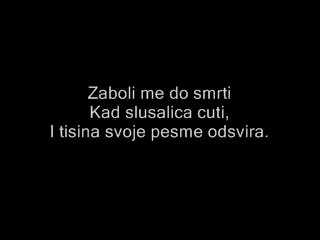 Zaboli me do smrti
Kad slusalica cuti,
I tisina svoje pesme odsvira.